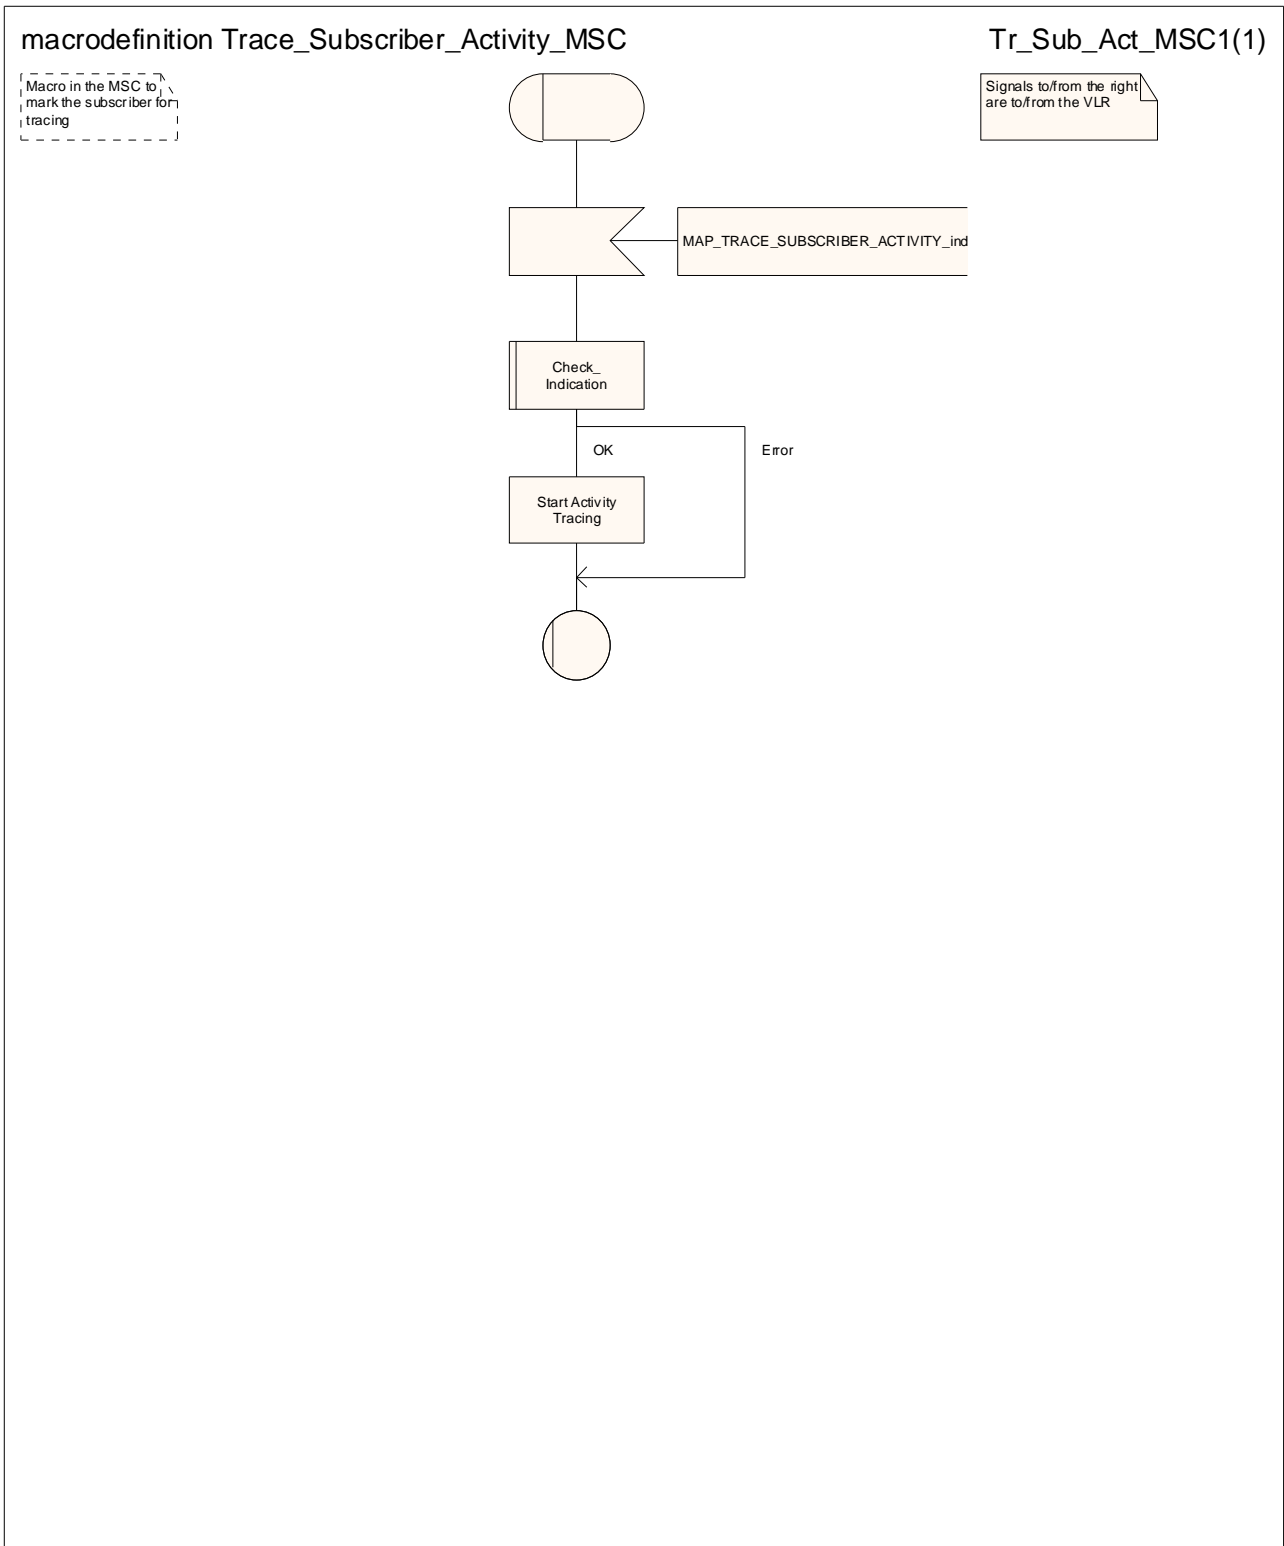 macrodefinition Trace_Subscriber_Activity_MSC
Tr_Sub_Act_MSC1(1)
Macro in the MSC to
mark the subscriber for
tracing
Signals to/from the right
are to/from the VLR
MAP_TRACE_SUBSCRIBER_ACTIVITY_ind
Check_
Indication
OK
Error
Start Activity
Tracing